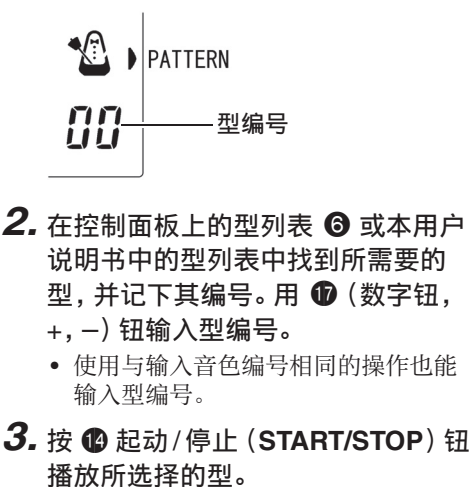 PATTERN
00 型编号
2. 在控制面板上的型列表 ❻ 或本用户
说明书中的型列表中找到所需要的
型，并记下其编号。用 ⓱（数字钮，
+，−）钮输入型编号。
• 使用与输入音色编号相同的操作也能
输入型编号。
3. 按 ⓮ 起动/停止（START/STOP）钮
播放所选择的型。